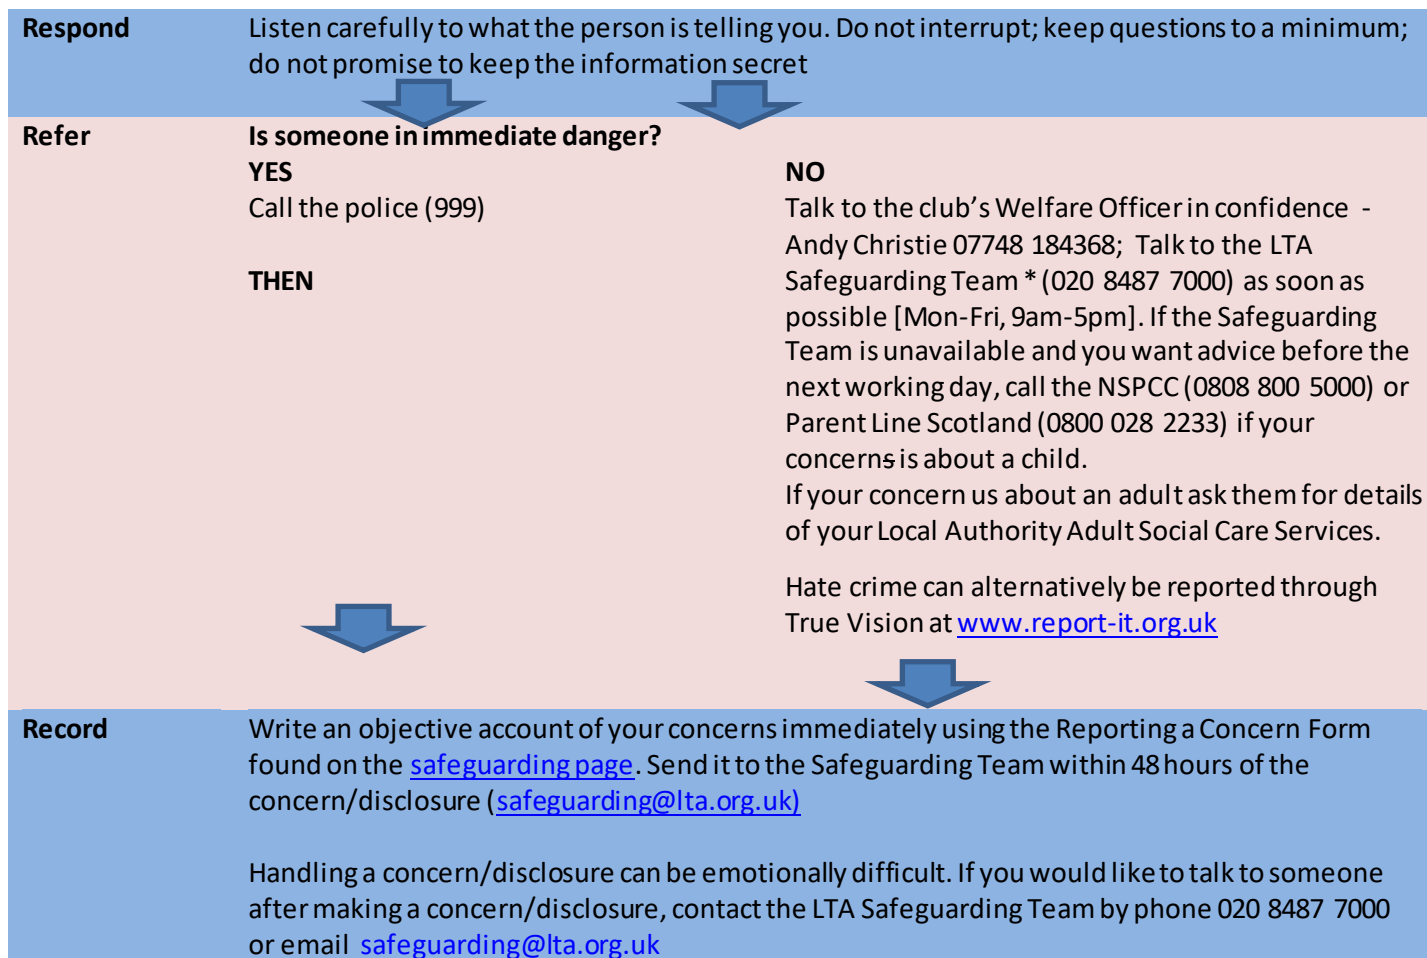 Respond
Listen carefully to what the person is telling you. Do not interrupt; keep questions to a minimum;
do not promise to keep the information secret
Refer
Is someone in immediate danger?
YES
Call the police (999)
THEN
NO
Talk to the club’s Welfare Officer in confidence -
Andy Christie 07748 184368; Talk to the LTA
Safeguarding Team * (020 8487 7000) as soon as
possible [Mon-Fri, 9am-5pm]. If the Safeguarding
Team is unavailable and you want advice before the
next working day, call the NSPCC (0808 800 5000) or
Parent Line Scotland (0800 028 2233) if your
concerns is about a child.
If your concern us about an adult ask them for details
of your Local Authority Adult Social Care Services.
Hate crime can alternatively be reported through
True Vision at www.report-it.org.uk
Record
Write an objective account of your concerns immediately using the Reporting a Concern Form
found on the safeguarding page. Send it to the Safeguarding Team within 48 hours of the
concern/disclosure (safeguarding@lta.org.uk)
Handling a concern/disclosure can be emotionally difficult. If you would like to talk to someone
after making a concern/disclosure, contact the LTA Safeguarding Team by phone 020 8487 7000
or email safeguarding@lta.org.uk